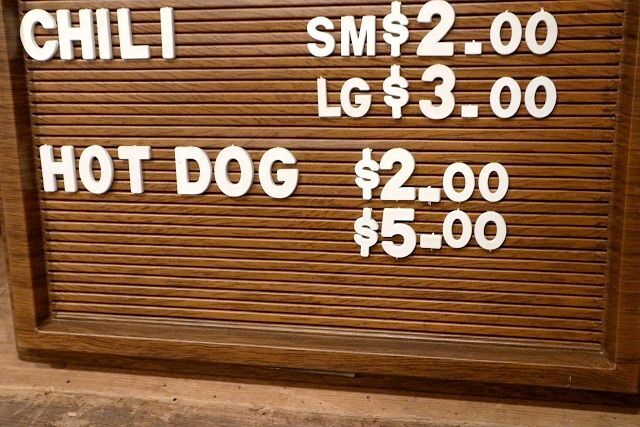 CHILI SM $2.00
LG $3.00
HOT DOG $2.00
$5.00